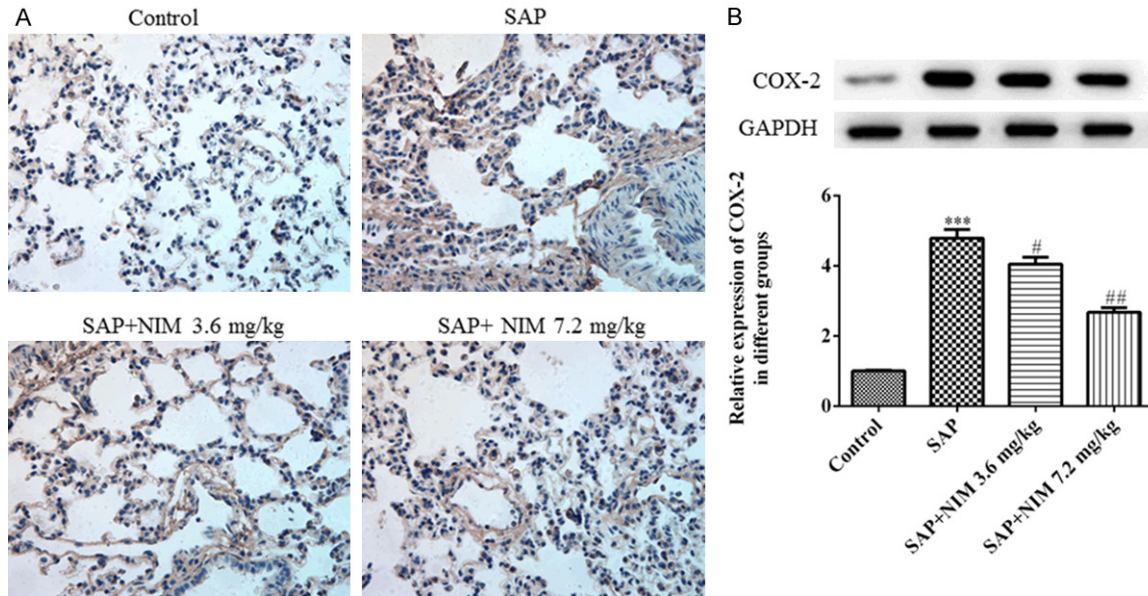 A
Control
SAP
SAP+NIM 3.6 mg/kg
SAP+ NIM 7.2 mg/kg
B
COX-2
GAPDH
Relative expression of COX-2
in different groups
6
4
2
0
***
#
##
Control
SAP
SAP+NIM 3.6 mg/kg
SAP+NIM 7.2 mg/kg